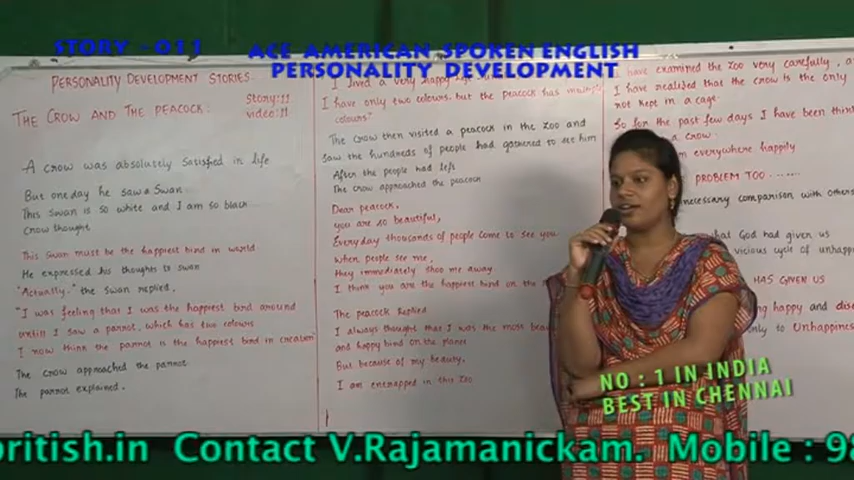 STORY - 011
ACE AMERICAN SPOKEN ENGLISH
PERSONALITY DEVELOPMENT
PERSONALITY DEVELOPMENT STORIES
Story:11
video:11
THE CROW AND THE PEACOCK:
A crow was absolutely satisfied in life
But one day he saw a swan
This swan is so white and I am so black
crow thought
This swan must be the happiest bird in world
He expressed his thoughts to swan
"Actually," the swan replied,
"I was feeling that I was the happiest bird around
until I saw a parrot, which has two colours
I now think the parrot is the happiest bird in creation
The crow approached the parrot
The parrot explained.
I lived a very happy life
I have only two colours, but the peacock has
colours"
The crow then visited a peacock in the zoo and
saw the hundreds of people had gathered to see him
After the people had left
The crow approached the peacock
Dear peacock,
you are so beautiful,
Everyday thousands of people come to see you
When people see me,
they immediately shoo me away
I think you are the happiest bird on the
The peacock replied
I always thought that I was the most
and happy bird on the planet
But because of my beauty.
I am entrapped in this zoo
I have examined the zoo very carefully,
I have realised that the crow is the only
not kept in a cage
So for the past few days I have been
a crow
everywhere happily
PROBLEM TOO ......
comparison with others
what God had given us
vicious cycle of
HAS GIVEN US
happy and
only to Unhappiness
NO : 1 IN INDIA
BEST IN CHENNAI
british.in Contact V.Rajamanickam Mobile : 98